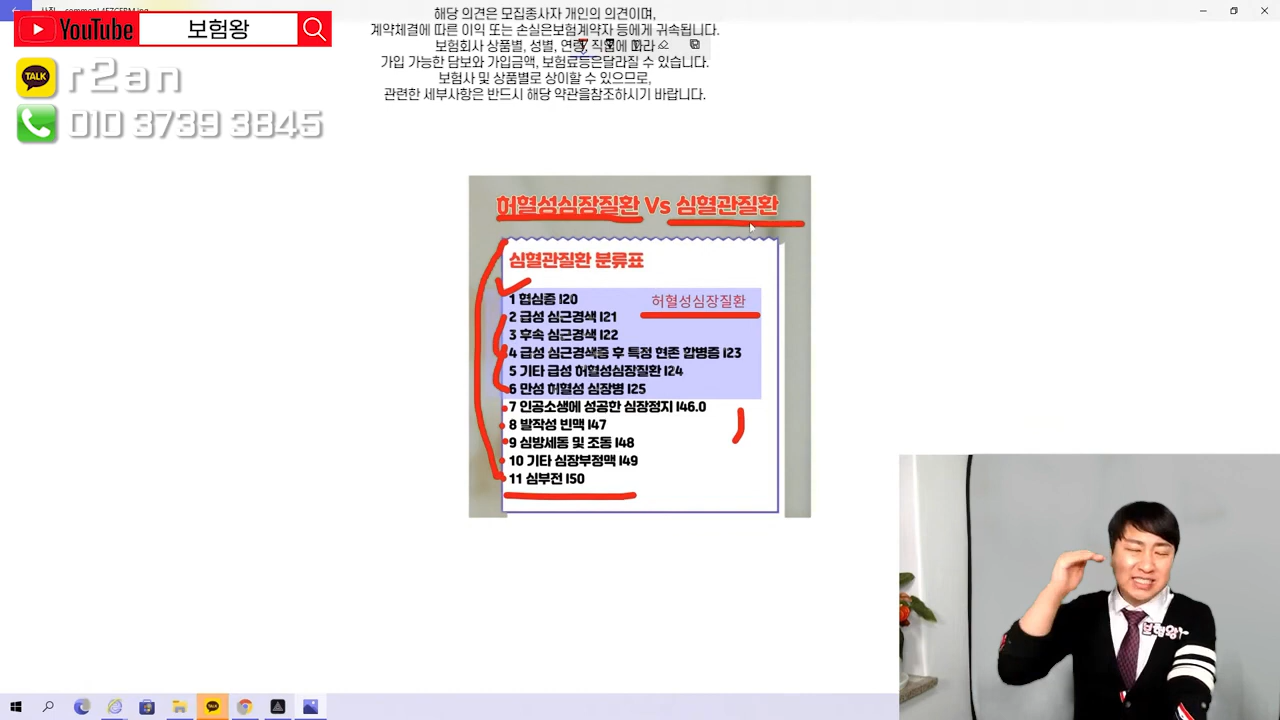 YouTube 보험왕
TALK r2an
010 3739 3845
해당 의견은 모집종사자 개인의 의견이며,
계약체결에 따른 이익 또는 손실은보험계약자 등에게 귀속됩니다.
보험회사 상품별, 성별, 연령, 직업에 따라
가입 가능한 담보와 가입금액, 보험료등은달라질 수 있습니다.
보험사 및 상품별로 상이할 수 있으므로,
관련한 세부사항은 반드시 해당 약관을참조하시기 바랍니다.
허혈성심장질환 Vs 심혈관질환
심혈관질환 분류표
1 협심증 I20
허혈성심장질환
2 급성 심근경색 I21
3 후속 심근경색 I22
4 급성 심근경색증 후 특정 현존 합병증 I23
5 기타 급성 허혈성심장질환 I24
6 만성 허혈성 심장병 I25
7 인공소생에 성공한 심장정지 I46.0
8 발작성 빈맥 I47
9 심방세동 및 조동 I48
10 기타 심장부정맥 I49
11 심부전 I50
보험왕
TALK